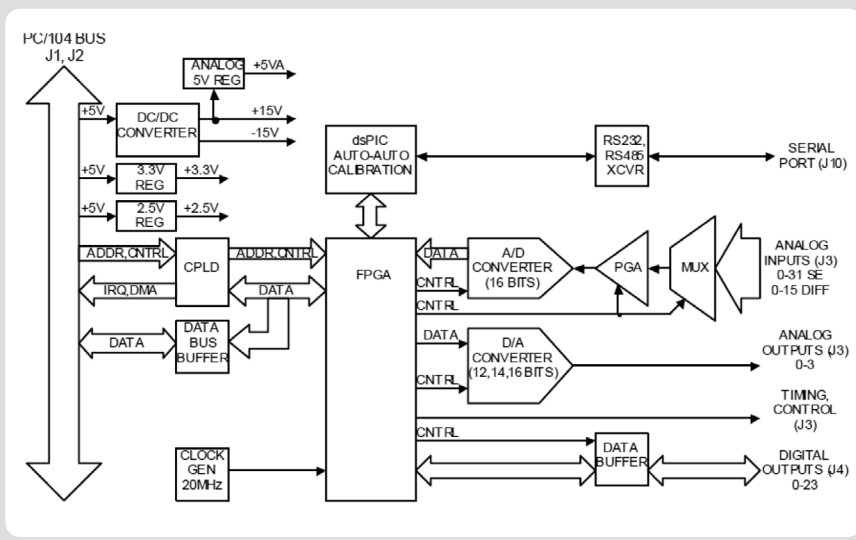 PC/104 BUS
J1, J2
ANALOG
5V REG
+5VA
+5V
DC/DC
CONVERTER
+15V
-15V
+5V
3.3V
REG
+3.3V
+5V
2.5V
REG
+2.5V
dsPIC
AUTO-AUTO
CALIBRATION
RS232,
RS485
XCVR
SERIAL
PORT (J10)
ADDR,CNTRL
CPLD
ADDR,CNTRL
IRQ,DMA
DATA
DATA
DATA
BUS
BUFFER
FPGA
DATA
CNTRL
CNTRL
A/D
CONVERTER
(16 BITS)
PGA
MUX
ANALOG
INPUTS (J3)
0-31 SE
0-15 DIFF
DATA
CNTRL
D/A
CONVERTER
(12,14,16 BITS)
ANALOG
OUTPUTS (J3)
0-3
TIMING,
CONTROL
(J3)
CNTRL
DATA
BUFFER
DIGITAL
OUTPUTS (J4)
0-23
CLOCK
GEN
20MHz